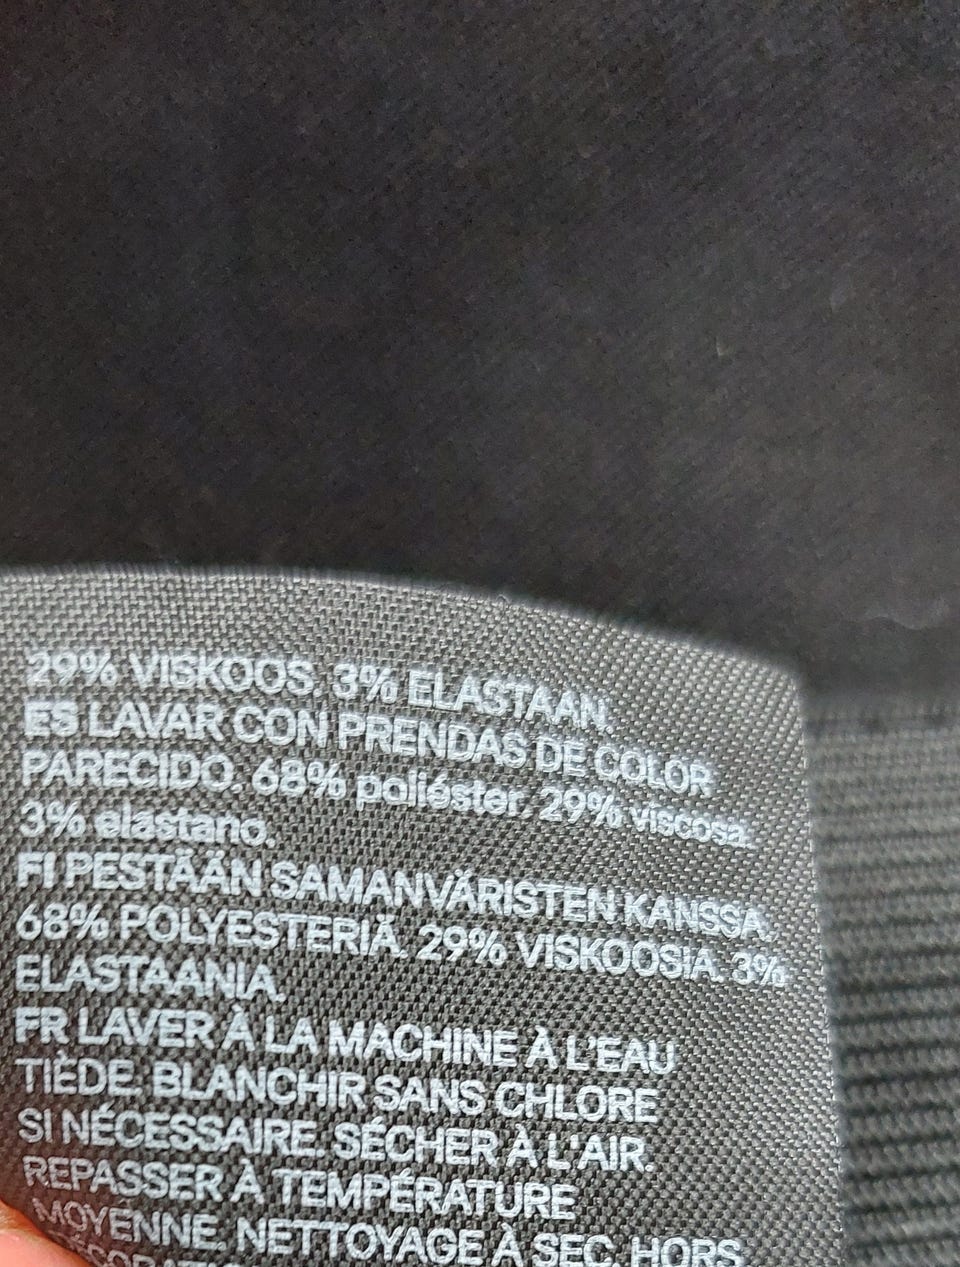 29% VISKOOS. 3% ELASTAAN.
ES LAVAR CON PRENDAS DE COLOR
PARECIDO. 68% poliéster. 29% viscosa.
3% elastano.
FI PESTÄÄN SAMANVÄRISTEN KANSSA.
68% POLYESTERIÄ. 29% VISKOOSIA. 3%
ELASTAANIA.
FR LAVER À LA MACHINE À L'EAU
TIÈDE. BLANCHIR SANS CHLORE
SI NÉCESSAIRE. SÉCHER À L'AIR.
REPASSER À TEMPÉRATURE
MOYENNE. NETTOYAGE À SEC, HORS